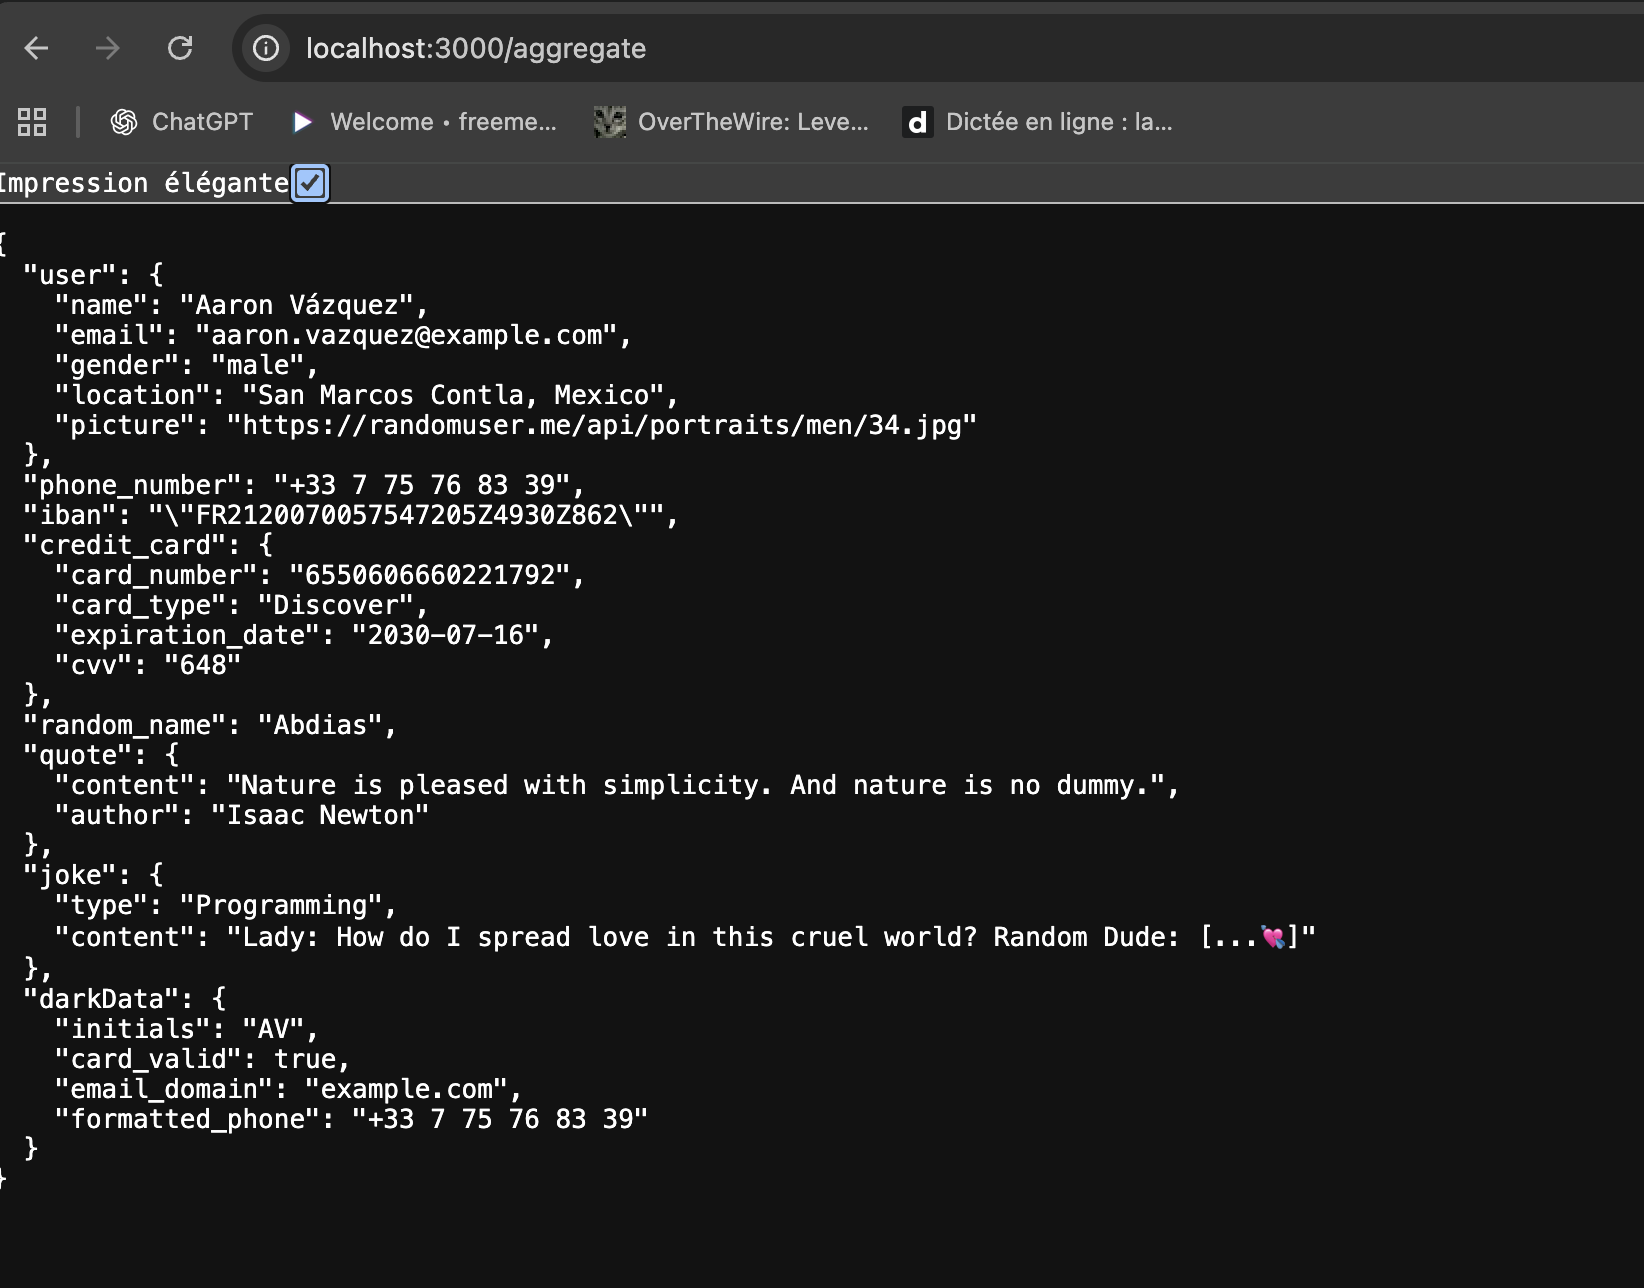 localhost:3000/aggregate
ChatGPT Welcome • freeme... OverTheWire: Leve... d Dictée en ligne : la...
Impression élégante
{
  "user": {
    "name": "Aaron Vázquez",
    "email": "aaron.vazquez@example.com",
    "gender": "male",
    "location": "San Marcos Contla, Mexico",
    "picture": "https://randomuser.me/api/portraits/men/34.jpg"
  },
  "phone_number": "+33 7 75 76 83 39",
  "iban": "\"FR2120070057547205Z4930Z862\"",
  "credit_card": {
    "card_number": "6550606660221792",
    "card_type": "Discover",
    "expiration_date": "2030-07-16",
    "cvv": "648"
  },
  "random_name": "Abdias",
  "quote": {
    "content": "Nature is pleased with simplicity. And nature is no dummy.",
    "author": "Isaac Newton"
  },
  "joke": {
    "type": "Programming",
    "content": "Lady: How do I spread love in this cruel world? Random Dude: [...💘]"
  },
  "darkData": {
    "initials": "AV",
    "card_valid": true,
    "email_domain": "example.com",
    "formatted_phone": "+33 7 75 76 83 39"
  }
}